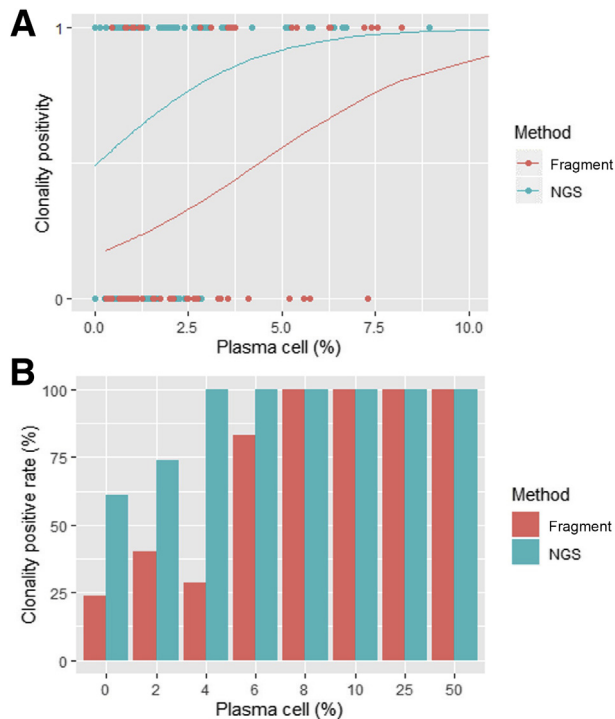 A
Clonality positivity
1
0
0.0 2.5 5.0 7.5 10.0
Plasma cell (%)
Method
Fragment
NGS
B
Clonality positive rate (%)
100
75
50
25
0
0 2 4 6 8 10 25 50
Plasma cell (%)
Method
Fragment
NGS